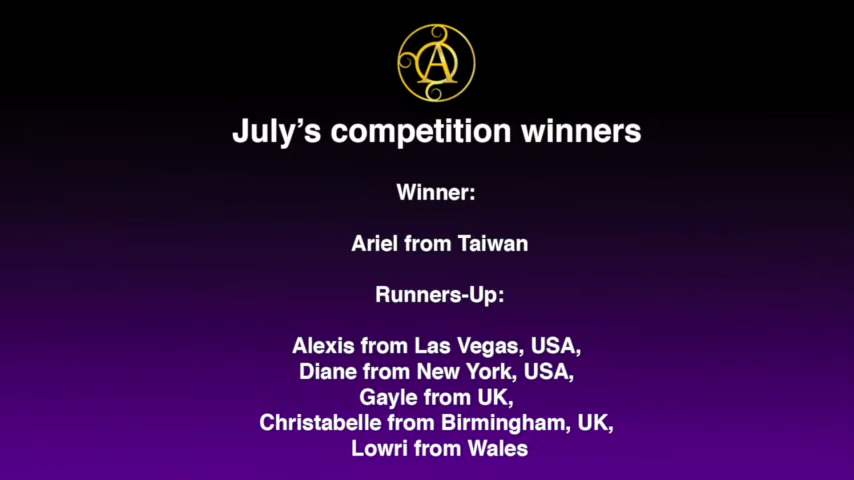 A
July’s competition winners
Winner:
Ariel from Taiwan
Runners-Up:
Alexis from Las Vegas, USA,
Diane from New York, USA,
Gayle from UK,
Christabelle from Birmingham, UK,
Lowri from Wales